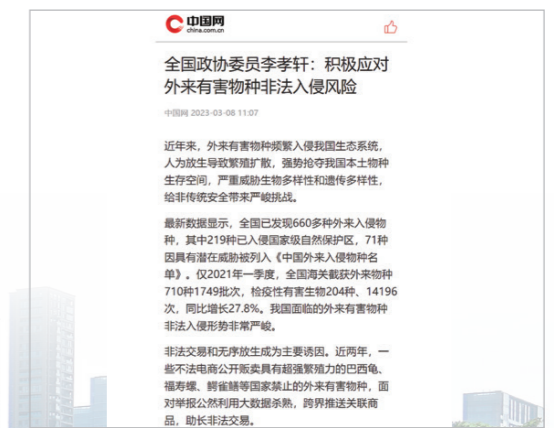 中国网
china.com.cn
全国政协委员李孝轩：积极应对
外来有害物种非法入侵风险
中国网 2023-03-08 11:07
近年来，外来有害物种频繁入侵我国生态系统，
人为放生导致繁殖扩散，强势抢夺我国本土物种
生存空间，严重威胁生物多样性和遗传多样性，
给非传统安全带来严峻挑战。
最新数据显示，全国已发现660多种外来入侵物
种，其中219种已入侵国家级自然保护区，71种
因具有潜在威胁被列入《中国外来入侵物种名
单》。仅2021年一季度，全国海关截获外来物种
710种1749批次，检疫性有害生物204种、14196
次，同比增长27.8%。我国面临的外来有害物种
非法入侵形势非常严峻。
非法交易和无序放生成为主要诱因。近两年，一
些不法电商公开贩卖具有超强繁殖力的巴西龟、
福寿螺、鳄雀鳝等国家禁止的外来有害物种，面
对举报公然利用大数据杀熟，跨界推送关联商
品，助长非法交易。